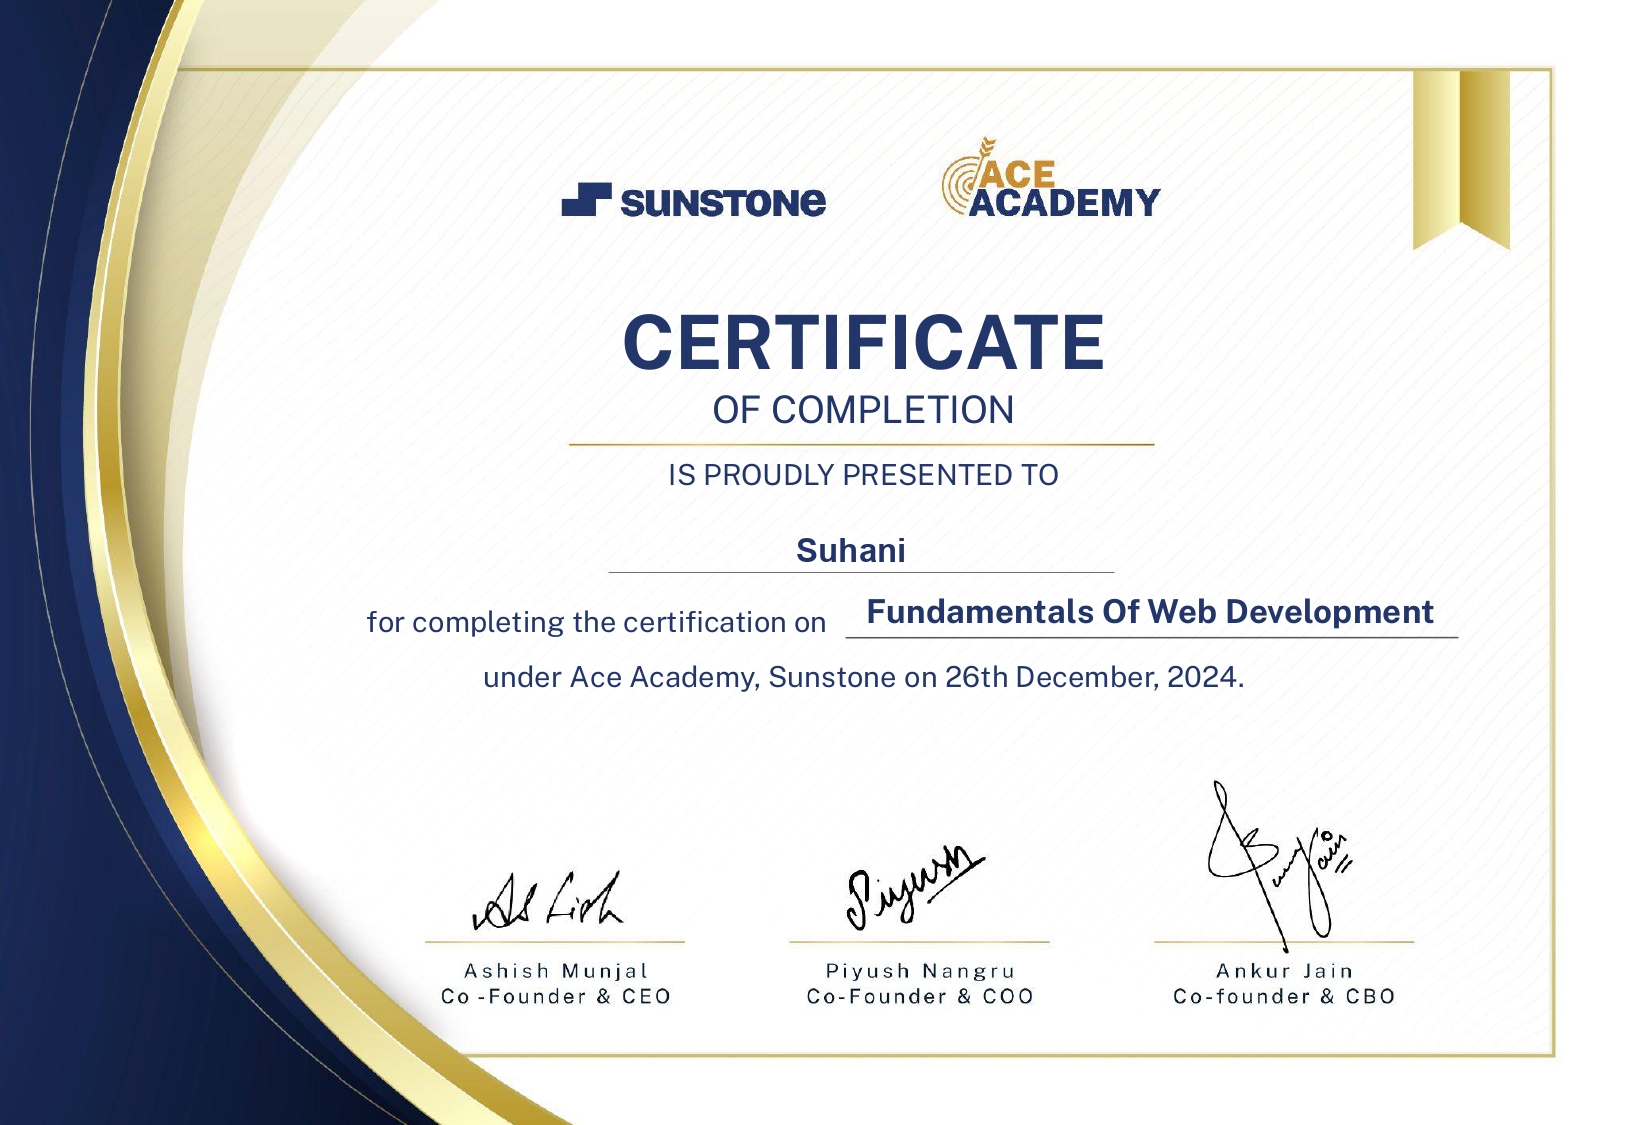 SUNSTONe
ACE
ACADEMY
CERTIFICATE
OF COMPLETION
IS PROUDLY PRESENTED TO
Suhani
for completing the certification on Fundamentals Of Web Development
under Ace Academy, Sunstone on 26th December, 2024.
Piyush
Jain
Ashish Munjal
Co -Founder & CEO
Piyush Nangru
Co-Founder & COO
Ankur Jain
Co-founder & CBO